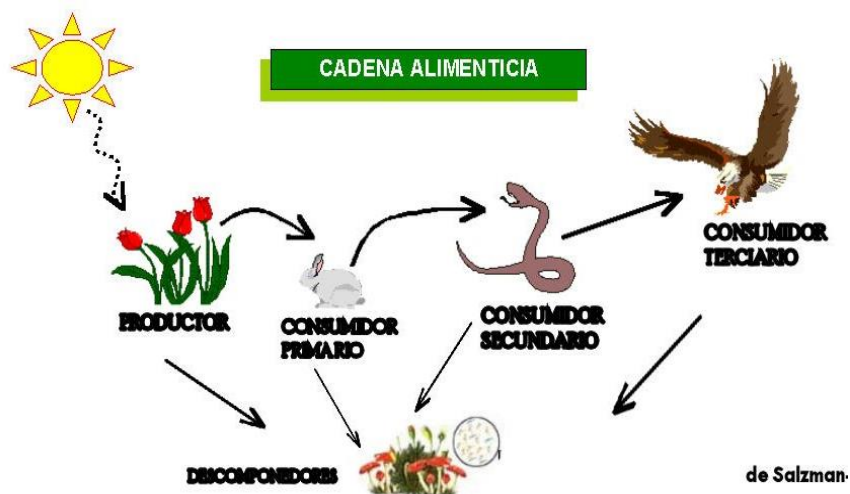 CADENA ALIMENTICIA
CONSUMIDOR
TERCIARIO
PRODUCTOR
CONSUMIDOR
PRIMARIO
CONSUMIDOR
SECUNDARIO
DESCOMPONEDORES
de Salzman-